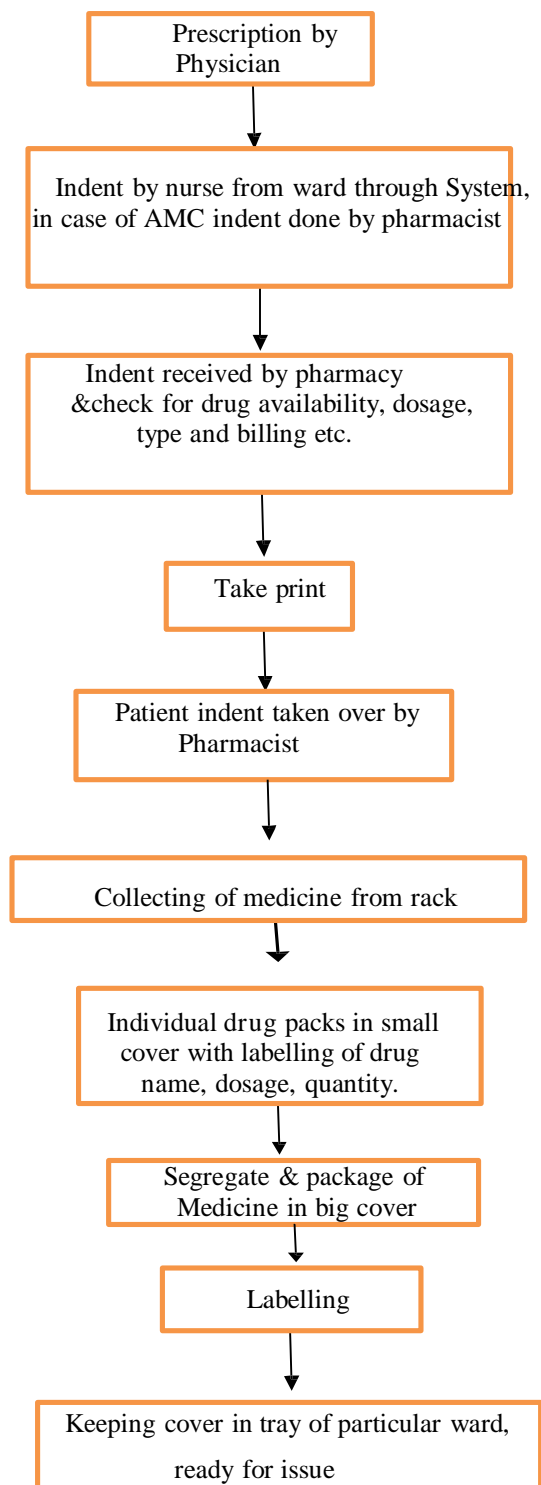 Prescription by
Physician
Indent by nurse from ward through System,
in case of AMC indent done by pharmacist
Indent received by pharmacy
&check for drug availability, dosage,
type and billing etc.
Take print
Patient indent taken over by
Pharmacist
Collecting of medicine from rack
Individual drug packs in small
cover with labelling of drug
name, dosage, quantity.
Segregate & package of
Medicine in big cover
Labelling
Keeping cover in tray of particular ward,
ready for issue